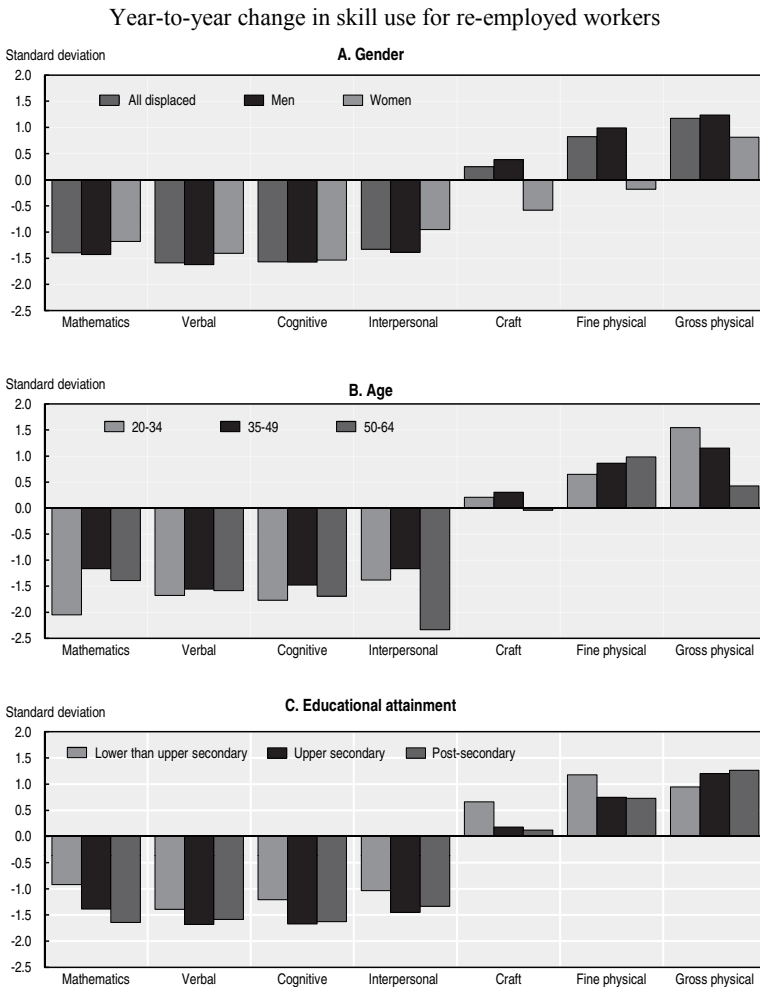 Year-to-year change in skill use for re-employed workers
Standard deviation
A. Gender
2.0
1.5
All displaced Men Women
1.0
0.5
0.0
-0.5
-1.0
-1.5
-2.0
-2.5
Mathematics Verbal Cognitive Interpersonal Craft Fine physical Gross physical
Standard deviation
B. Age
2.0
1.5
20-34 35-49 50-64
1.0
0.5
0.0
-0.5
-1.0
-1.5
-2.0
-2.5
Mathematics Verbal Cognitive Interpersonal Craft Fine physical Gross physical
Standard deviation
C. Educational attainment
2.0
1.5
Lower than upper secondary Upper secondary Post-secondary
1.0
0.5
0.0
-0.5
-1.0
-1.5
-2.0
-2.5
Mathematics Verbal Cognitive Interpersonal Craft Fine physical Gross physical